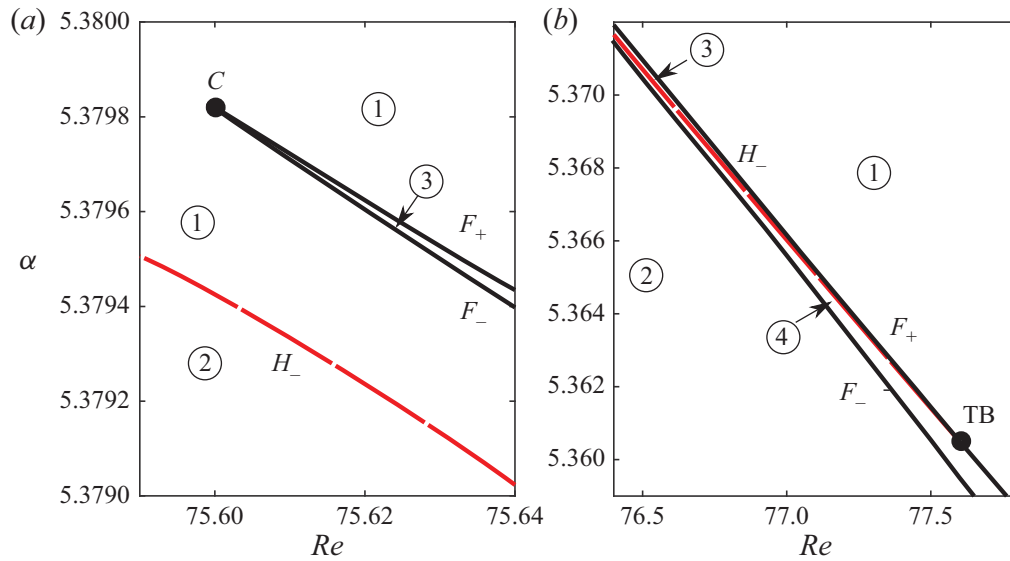 (a)
5.3800
5.3798
5.3796
5.3794
5.3792
5.3790
α
C
1
3
1
F+
F−
2
H−
75.60
75.62
75.64
Re
(b)
5.370
5.368
5.366
5.364
5.362
5.360
3
H−
1
2
4
F+
F−
TB
76.5
77.0
77.5
Re